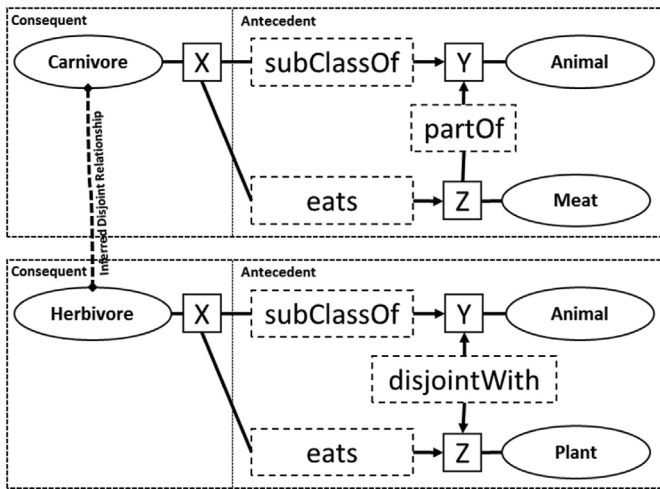 Consequent
Antecedent
Carnivore
X
subClassOf
Y
Animal
partOf
eats
Z
Meat
Inferred Disjoint Relationship
Consequent
Antecedent
Herbivore
X
subClassOf
Y
Animal
disjointWith
eats
Z
Plant